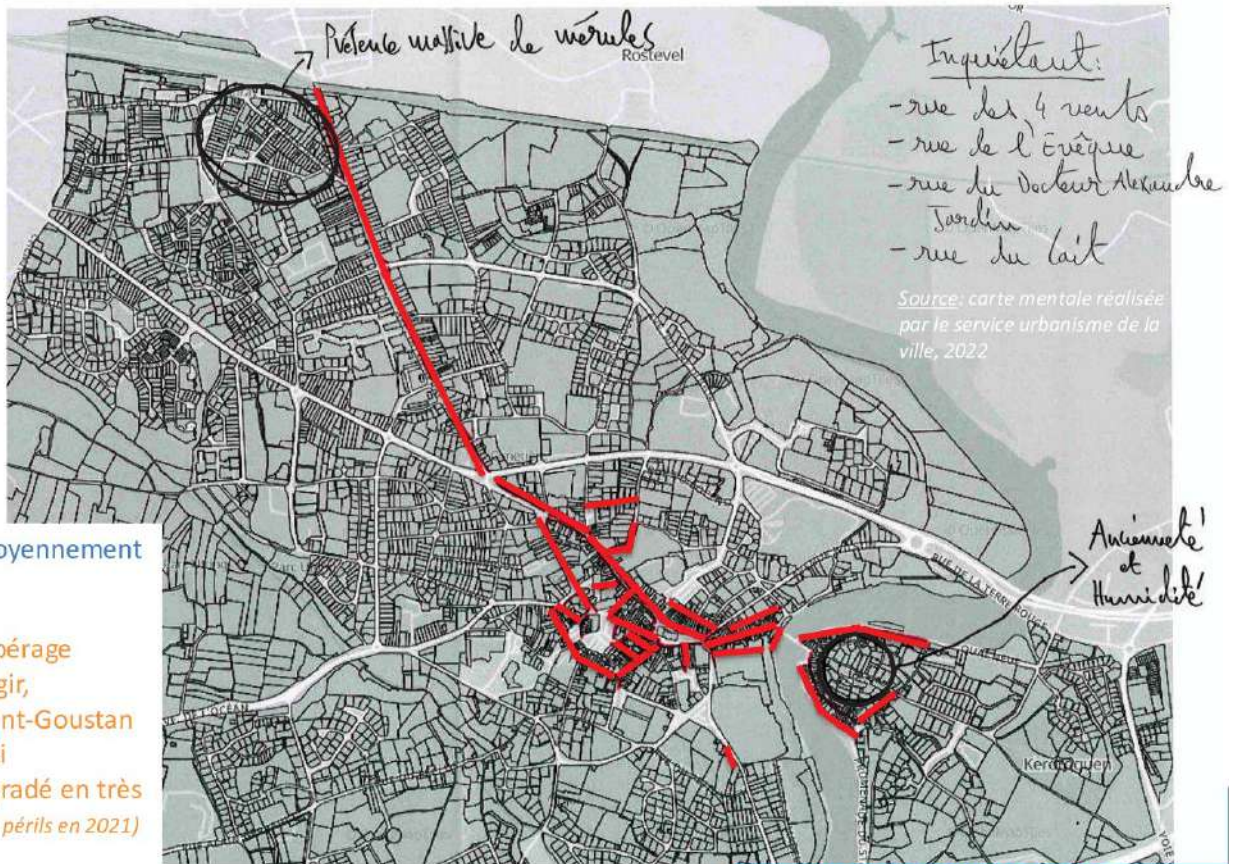 Présence massive de mérules
Rostevel
Inquiétant:
- rue des 4 vents
- rue de l'Evêque
- rue du Docteur Alexandre
Jardin
- rue du Lait
Source: carte mentale réalisée
par le service urbanisme de la
ville, 2022
Ancienneté
et
Humidité
RUE DE LA TERRE ROUGE
Kerdroguen
oyennement
pérage
gir,
int-Goustan
i
radé en très
périls en 2021)
DE L'OCÉAN